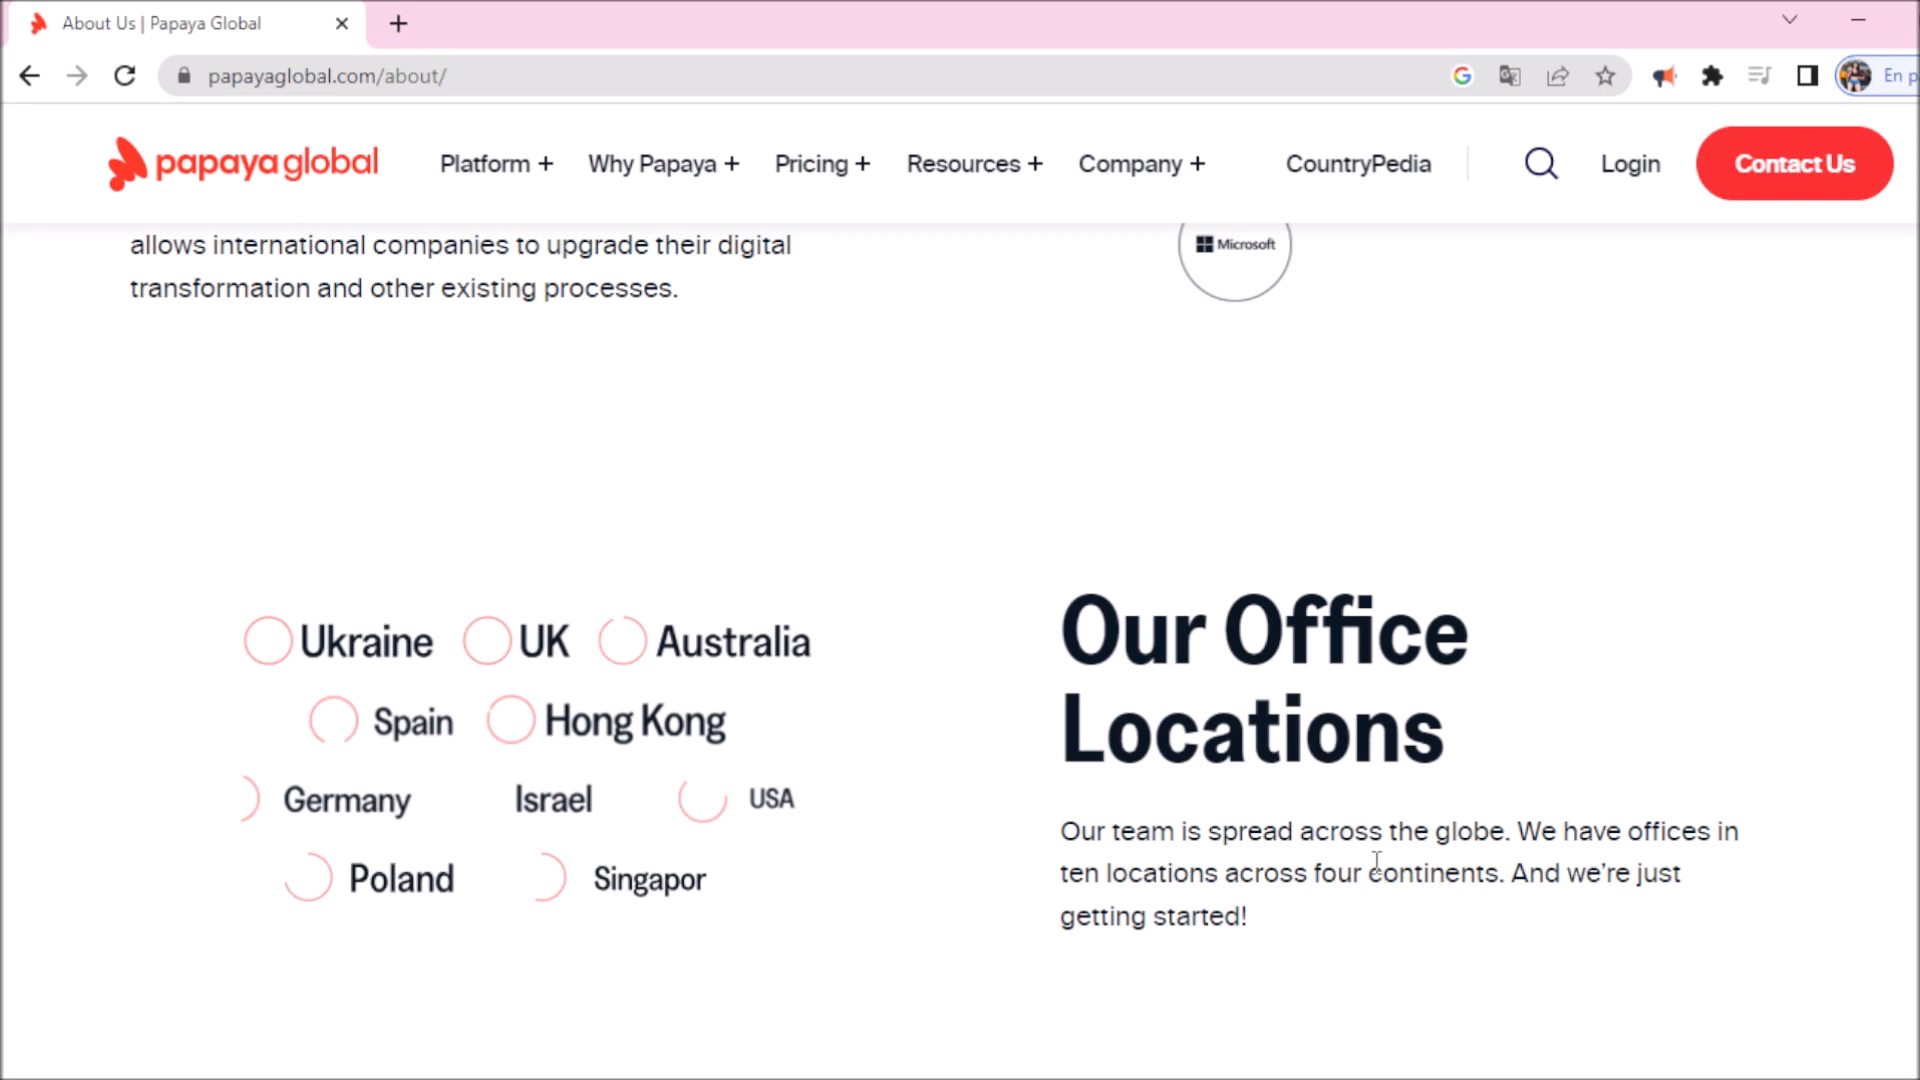 About Us | Papaya Global
papayaglobal.com/about/
En p
papaya global
Platform +
Why Papaya +
Pricing +
Resources +
Company +
CountryPedia
Login
Contact Us
allows international companies to upgrade their digital
transformation and other existing processes.
Microsoft
Ukraine
UK
Australia
Spain
Hong Kong
Germany
Israel
USA
Poland
Singapor
Our Office
Locations
Our team is spread across the globe. We have offices in
ten locations across four continents. And we're just
getting started!